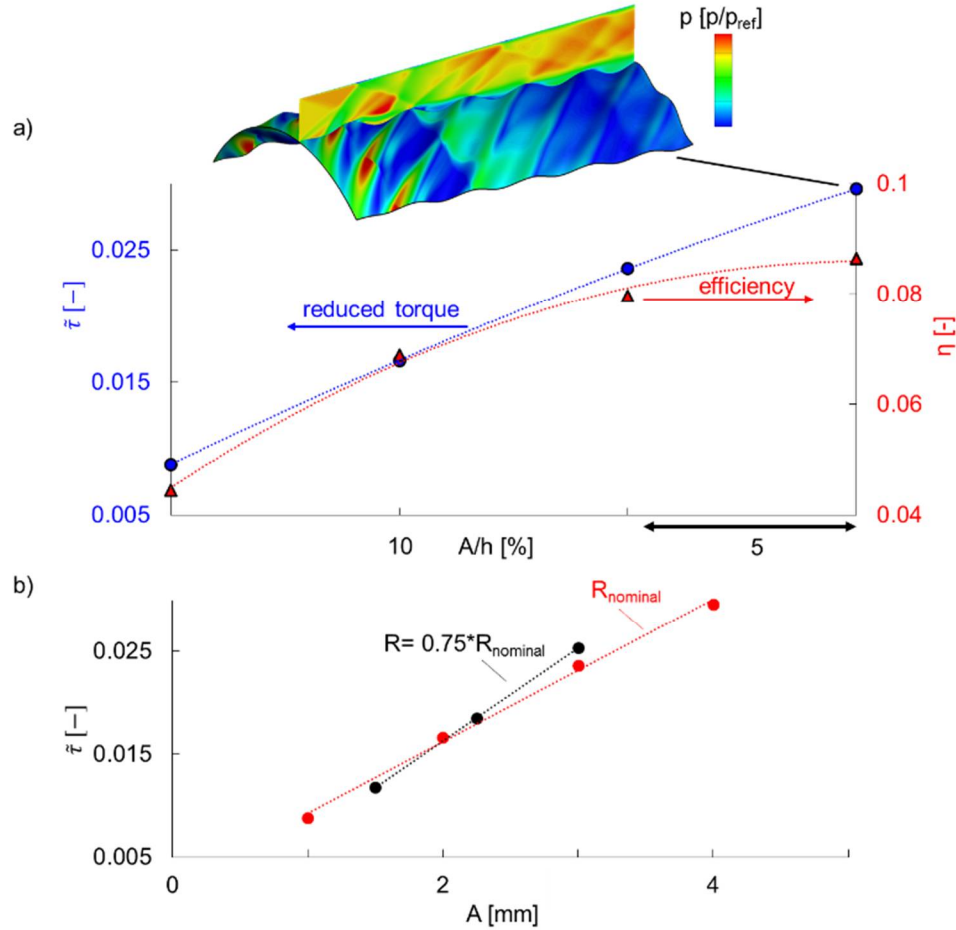 p [p/pref]
a)
0.025
0.015
0.005
τ̃ [−]
reduced torque
efficiency
0.1
0.08
0.06
0.04
η [-]
10 A/h [%] 5
b)
0.025
0.015
0.005
τ̃ [−]
R= 0.75*Rnominal
Rnominal
0 2 4
A [mm]